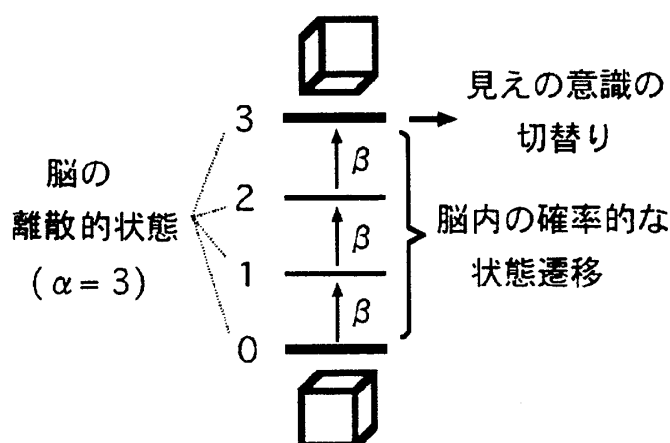 見えの意識の
切替り
3
β
脳の
離散的状態
(α=3)
2
β
脳内の確率的な
状態遷移
1
β
0